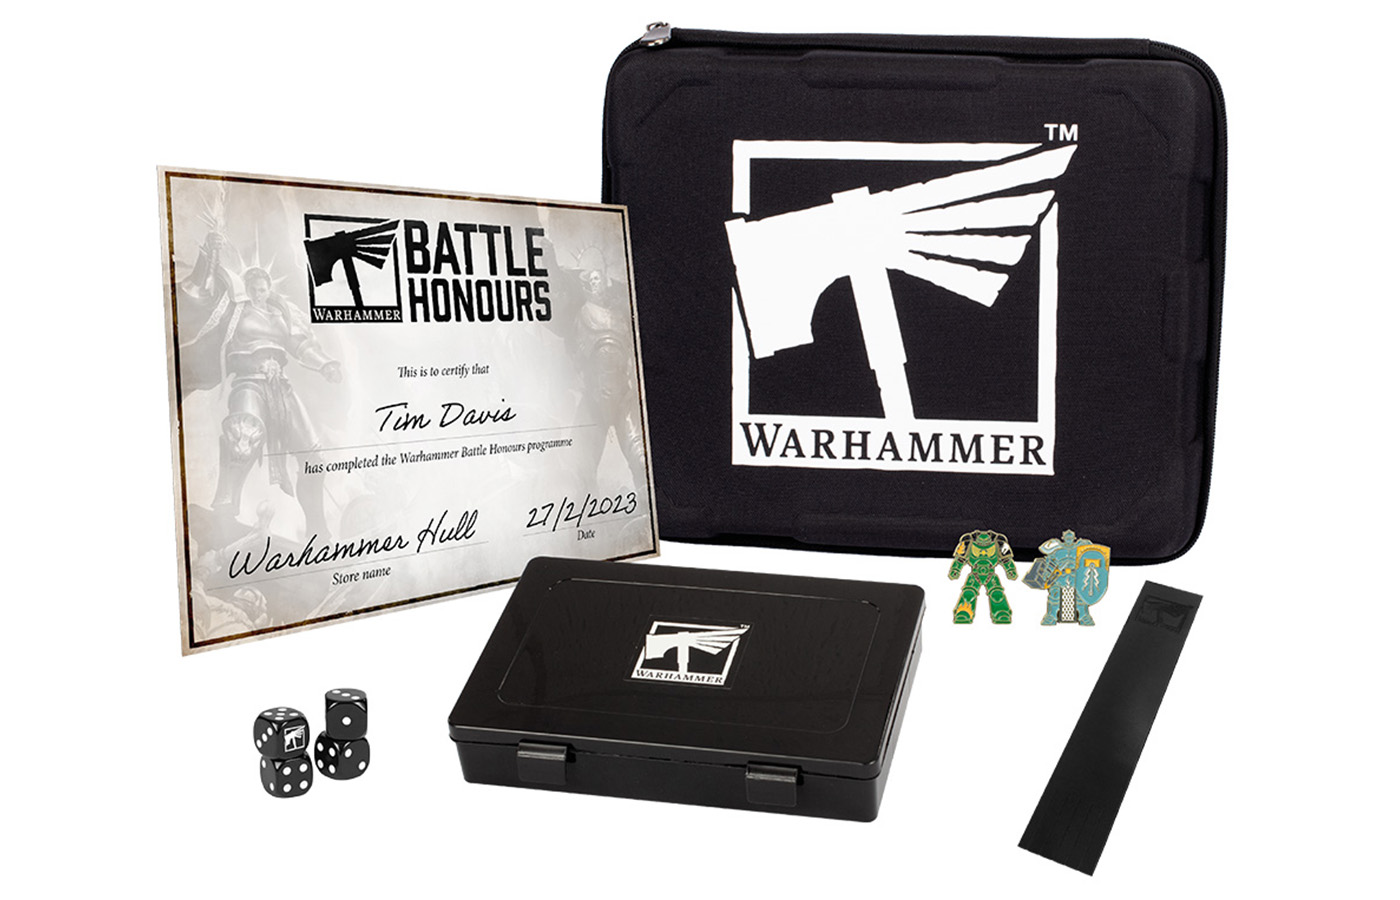 WARHAMMER
BATTLE
HONOURS
This is to certify that
Tim Davis
has completed the Warhammer Battle Honours programme
Warhammer Hull
Store name
27/2/2023
Date
TM
WARHAMMER
TM
WARHAMMER